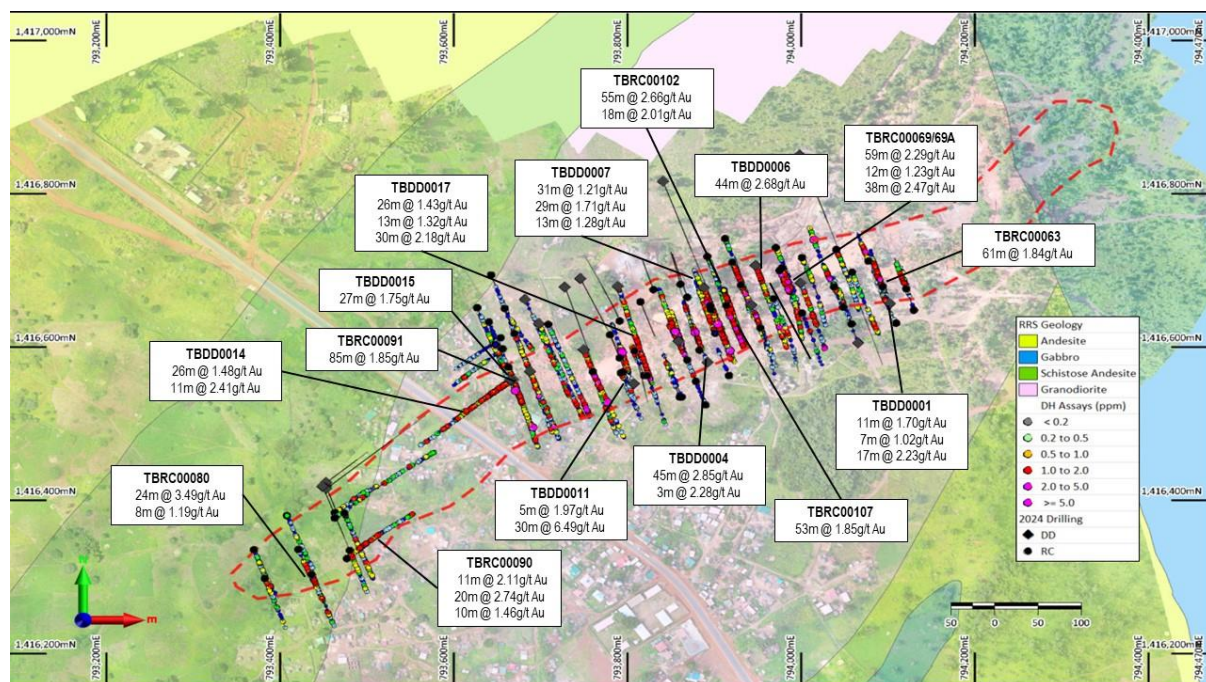 1,417,000mN
793,200mE
793,400mE
793,600mE
793,800mE
794,000mE
794,200mE
794,400mE
1,417,000mN
TBRC00102
55m @ 2.66g/t Au
18m @ 2.01g/t Au
TBRC00069/69A
59m @ 2.29g/t Au
12m @ 1.23g/t Au
38m @ 2.47g/t Au
TBDD0006
44m @ 2.68g/t Au
TBDD0007
31m @ 1.21g/t Au
29m @ 1.71g/t Au
13m @ 1.28g/t Au
TBDD0017
26m @ 1.43g/t Au
13m @ 1.32g/t Au
30m @ 2.18g/t Au
1,416,800mN
1,416,800mN
TBRC00063
61m @ 1.84g/t Au
TBDD0015
27m @ 1.75g/t Au
TBRC00091
85m @ 1.85g/t Au
TBDD0014
26m @ 1.48g/t Au
11m @ 2.41g/t Au
1,416,600mN
1,416,600mN
RRS Geology
Andesite
Gabbro
Schistose Andesite
Granodiorite
DH Assays (ppm)
< 0.2
0.2 to 0.5
0.5 to 1.0
1.0 to 2.0
2.0 to 5.0
>= 5.0
2024 Drilling
DD
RC
TBDD0001
11m @ 1.70g/t Au
7m @ 1.02g/t Au
17m @ 2.23g/t Au
TBDD0004
45m @ 2.85g/t Au
3m @ 2.28g/t Au
TBRC00080
24m @ 3.49g/t Au
8m @ 1.19g/t Au
TBDD0011
5m @ 1.97g/t Au
30m @ 6.49g/t Au
TBRC00107
53m @ 1.85g/t Au
1,416,400mN
1,416,400mN
TBRC00090
11m @ 2.11g/t Au
20m @ 2.74g/t Au
10m @ 1.46g/t Au
50
0
50
100
1,416,200mN
793,200mE
793,400mE
793,600mE
793,800mE
794,000mE
794,200mE
794,400mE
1,416,200mN